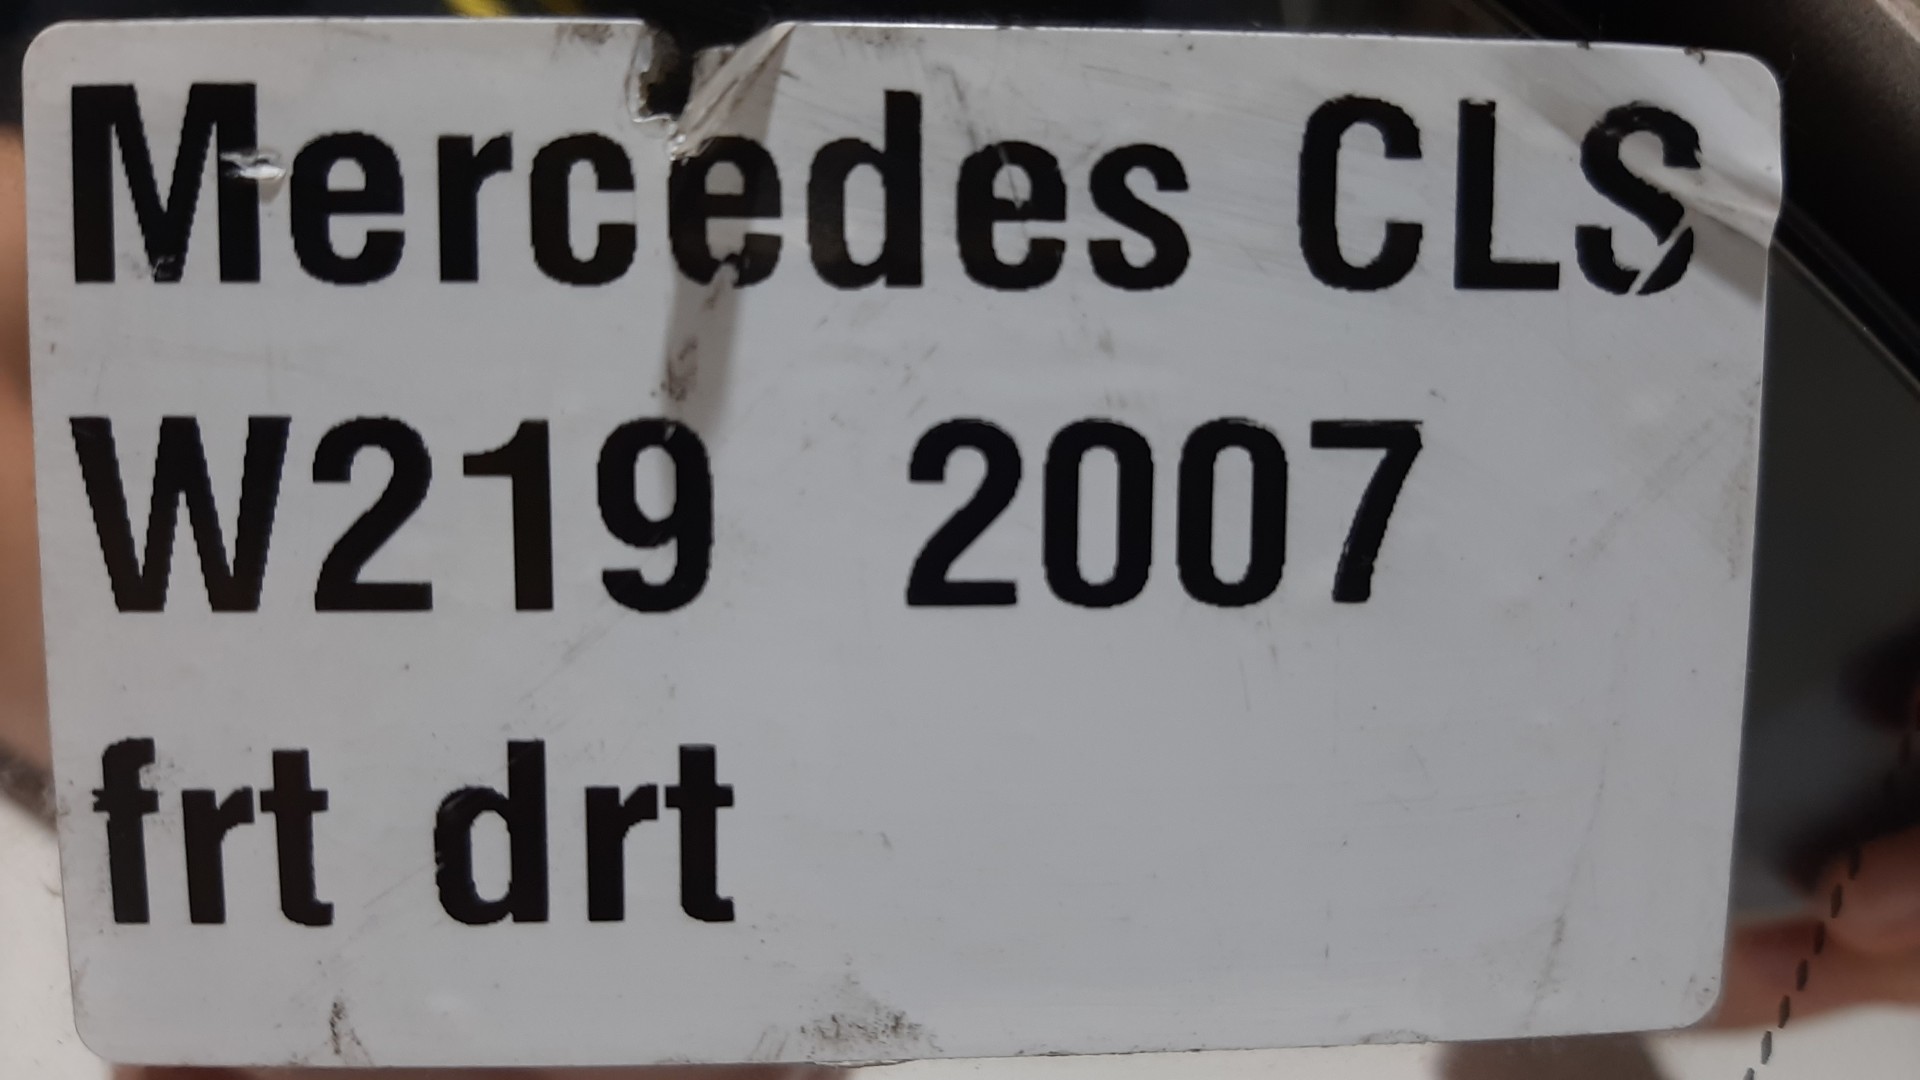 Mercedes CLS
W219 2007
frt drt